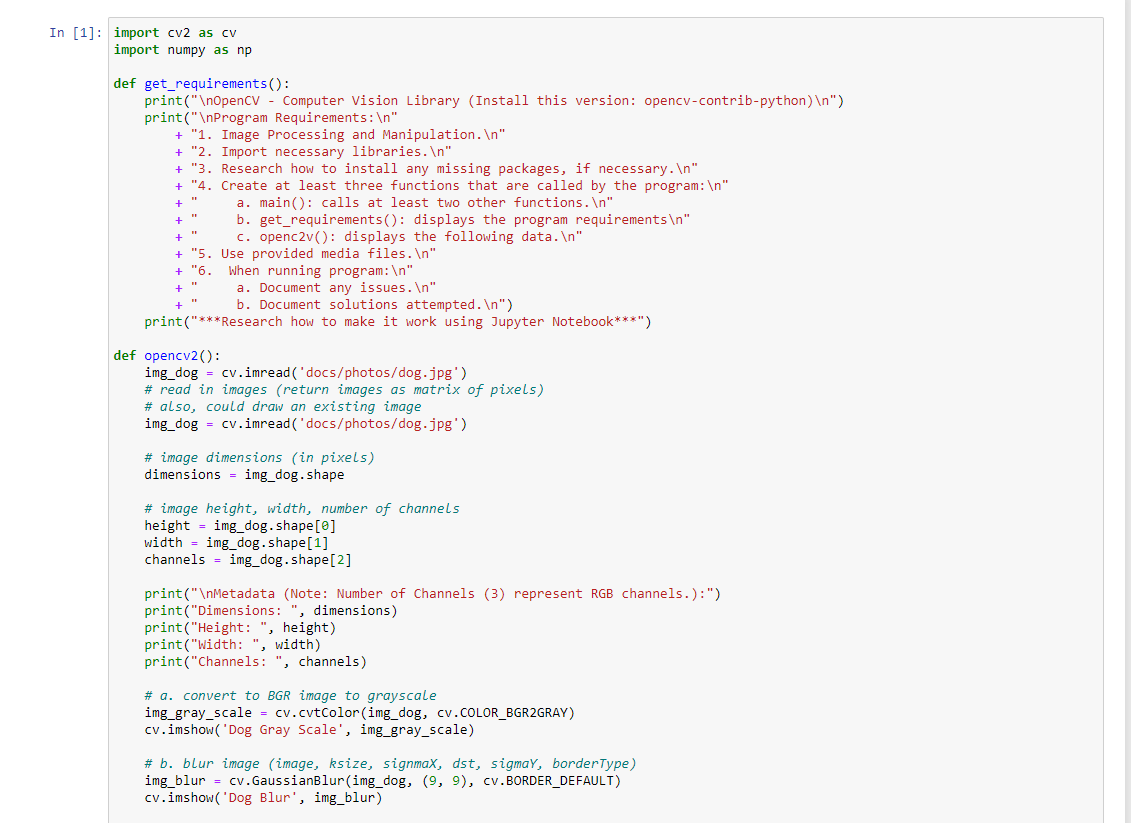 In [1]: import cv2 as cv
import numpy as np
def get_requirements():
print("\nOpenCV - Computer Vision Library (Install this version: opencv-contrib-python)\n")
print("\nProgram Requirements:\n"
+ "1. Image Processing and Manipulation.\n"
+ "2. Import necessary libraries.\n"
+ "3. Research how to install any missing packages, if necessary.\n"
+ "4. Create at least three functions that are called by the program:\n"
+ "     a. main(): calls at least two other functions.\n"
+ "     b. get_requirements(): displays the program requirements\n"
+ "     c. openc2v(): displays the following data.\n"
+ "5. Use provided media files.\n"
+ "6.  When running program:\n"
+ "     a. Document any issues.\n"
+ "     b. Document solutions attempted.\n")
print("***Research how to make it work using Jupyter Notebook***")
def opencv2():
img_dog = cv.imread('docs/photos/dog.jpg')
# read in images (return images as matrix of pixels)
# also, could draw an existing image
img_dog = cv.imread('docs/photos/dog.jpg')
# image dimensions (in pixels)
dimensions = img_dog.shape
# image height, width, number of channels
height = img_dog.shape[0]
width = img_dog.shape[1]
channels = img_dog.shape[2]
print("\nMetadata (Note: Number of Channels (3) represent RGB channels.):")
print("Dimensions: ", dimensions)
print("Height: ", height)
print("Width: ", width)
print("Channels: ", channels)
# a. convert to BGR image to grayscale
img_gray_scale = cv.cvtColor(img_dog, cv.COLOR_BGR2GRAY)
cv.imshow('Dog Gray Scale', img_gray_scale)
# b. blur image (image, ksize, signmaX, dst, sigmaY, borderType)
img_blur = cv.GaussianBlur(img_dog, (9, 9), cv.BORDER_DEFAULT)
cv.imshow('Dog Blur', img_blur)